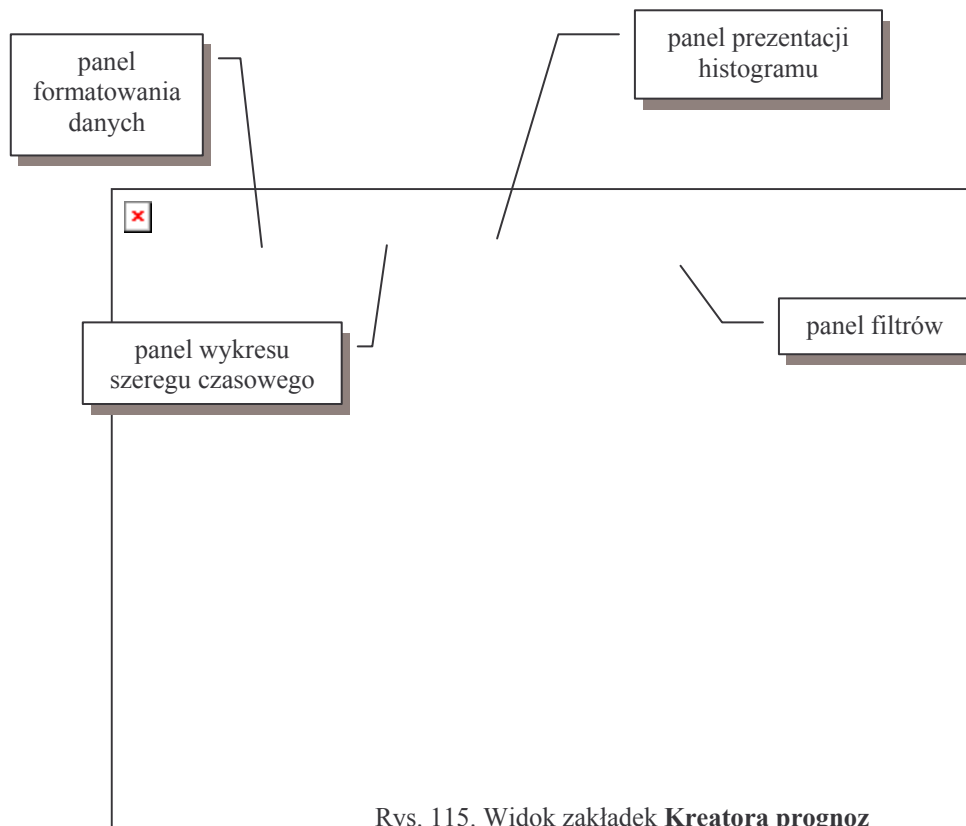 panel
formatowania
danych
panel prezentacji
histogramu
panel wykresu
szeregu czasowego
panel filtrów
Rys. 115. Widok zakładek Kreatora prognoz